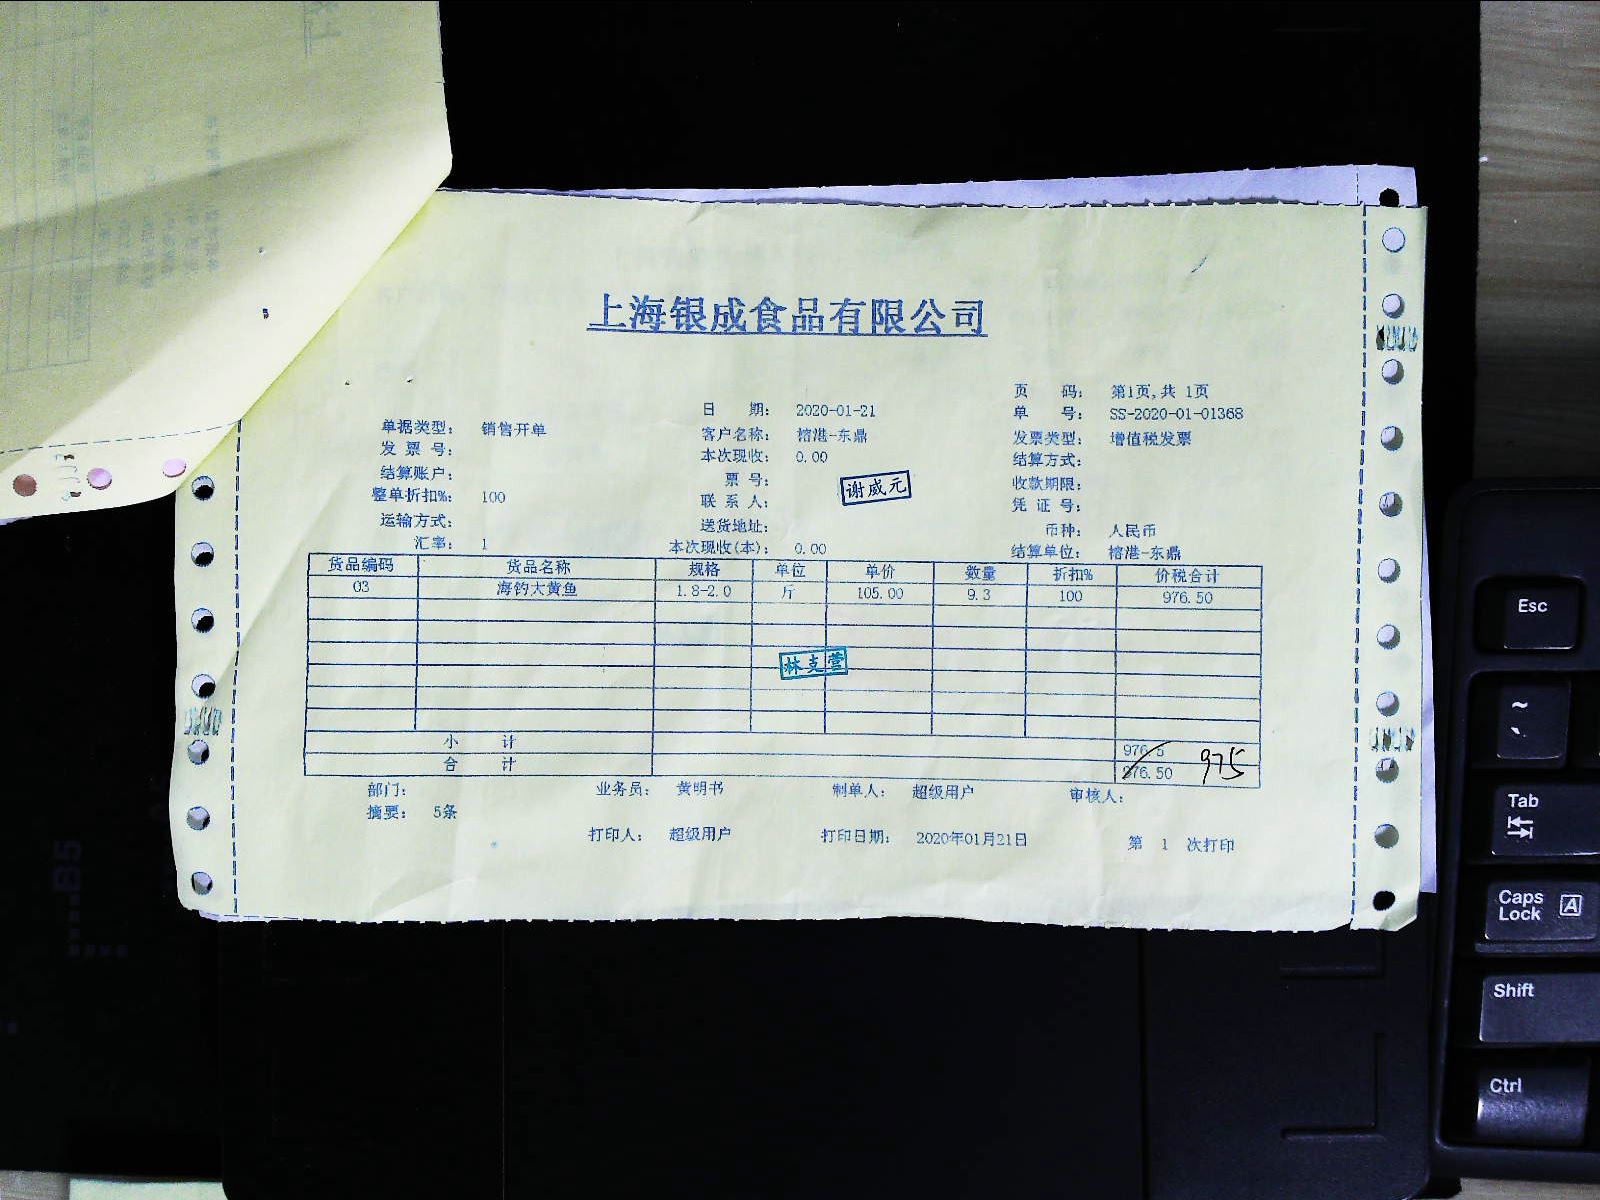 上海银成食品有限公司
页 码: 第1页,共 1页
日 期: 2020-01-21 单 号: SS-2020-01-01368
单据类型: 销售开单 客户名称: 榕港-东鼎 发票类型: 增值税发票
发 票 号: 本次现收: 0.00 结算方式:
结算账户: 票 号: 收款期限:
谢威元
整单折扣%: 100 联 系 人: 凭 证 号:
运输方式: 送货地址: 币种: 人民币
汇率: 1 本次现收(本): 0.00 结算单位: 榕港-东鼎
货品编码 货品名称 规格 单位 单价 数量 折扣% 价税合计
03 海钓大黄鱼 1.8-2.0 斤 105.00 9.3 100 976.50
林支营
小 计 976.5
合 计 976.50 975
部门: 业务员: 黄明书 制单人: 超级用户 审核人:
摘要: 5条
打印人: 超级用户 打印日期: 2020年01月21日 第 1 次打印
B5
Esc
~
`
Tab
Caps Lock A
Shift
Ctrl